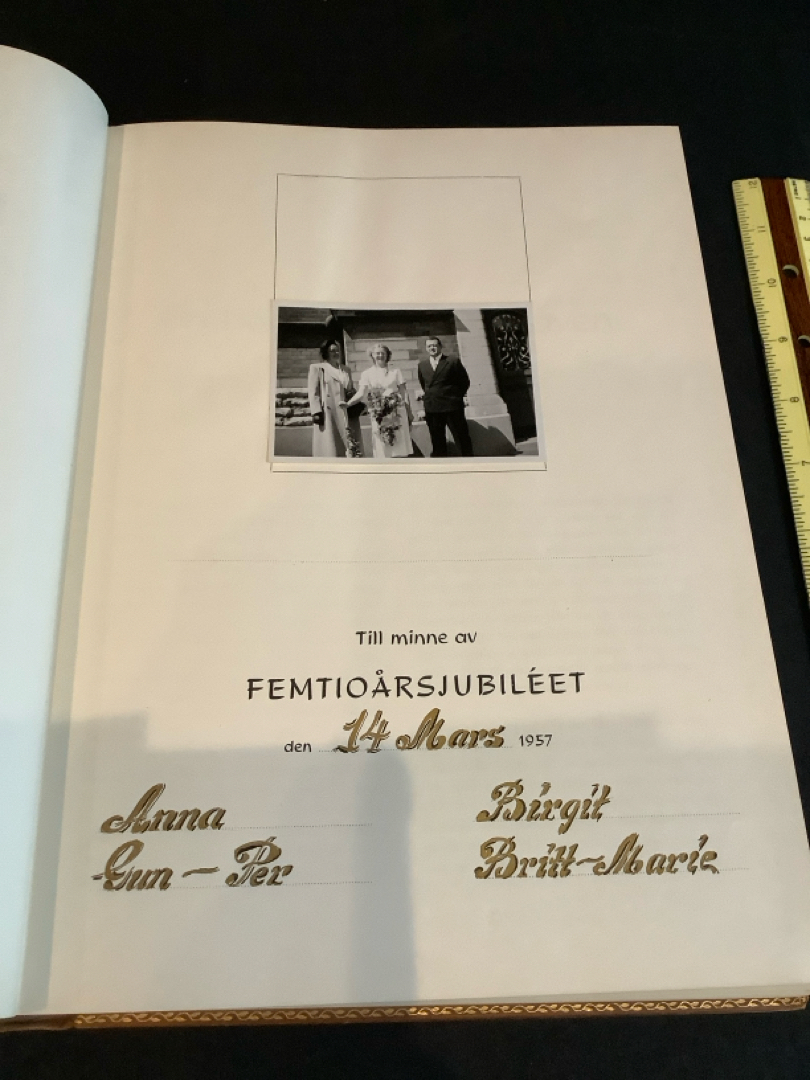 Till minne av
FEMTIOÅRSJUBILÉET
den 14 Mars 1957
Anna
Birgit
Gun - Per
Britt-Marie